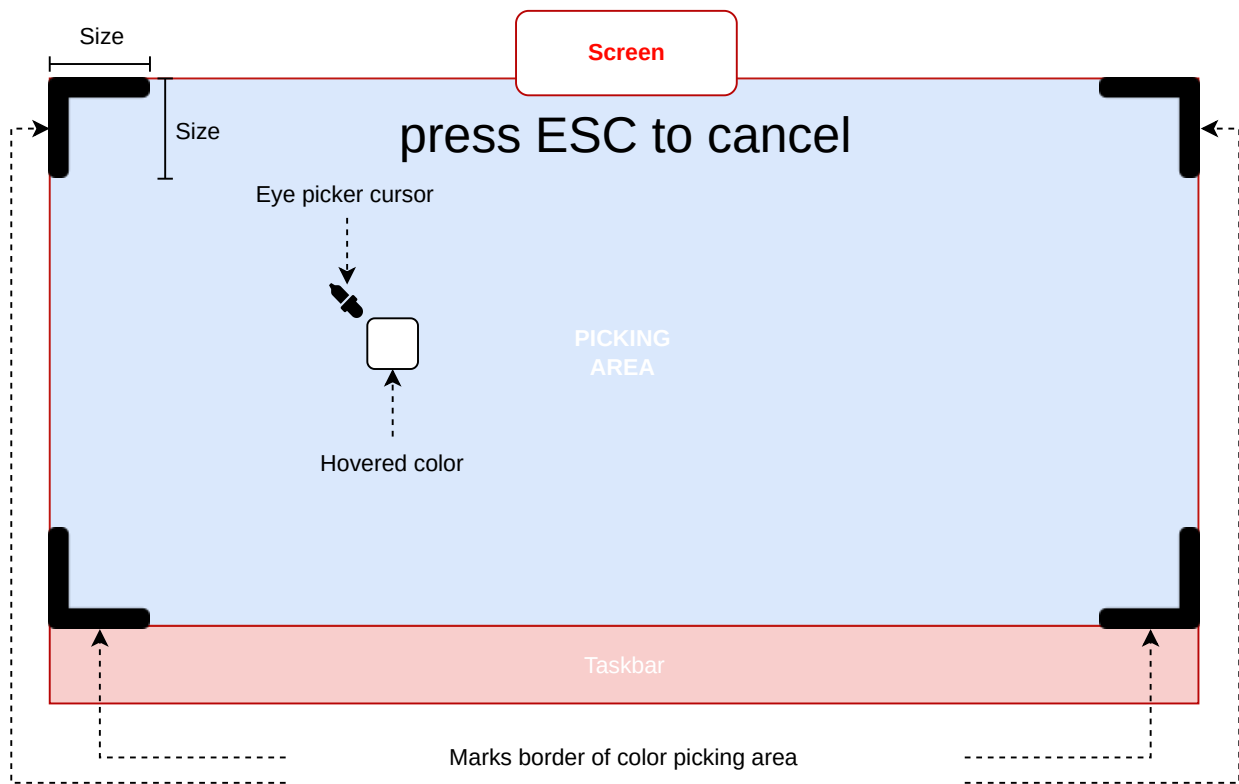 Size
Screen
Size
press ESC to cancel
Eye picker cursor
PICKING
AREA
Hovered color
Taskbar
Marks border of color picking area